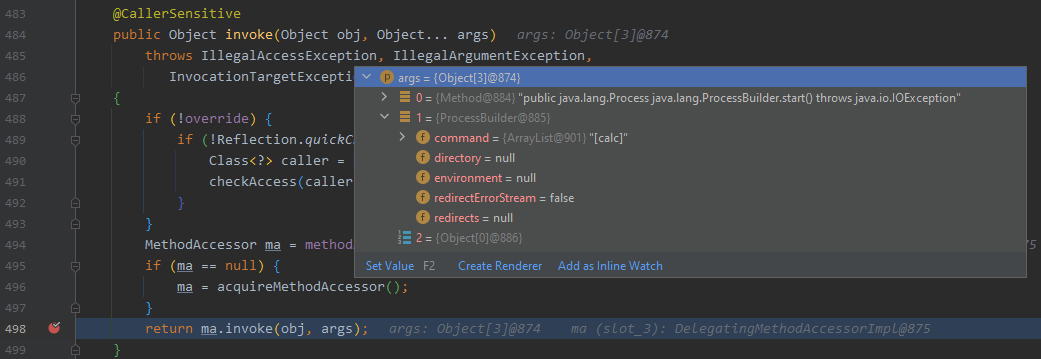 483 @CallerSensitive
484 public Object invoke(Object obj, Object... args) args: Object[3]@874
485 throws IllegalAccessException, IllegalArgumentException,
486 InvocationTargetExcepti
args = {Object[3]@874}
487 {
0 = {Method@884} "public java.lang.Process java.lang.ProcessBuilder.start() throws java.io.IOException"
488 if (!override) {
1 = {ProcessBuilder@885}
489 if (!Reflection.quickC
command = {ArrayList@901} "[calc]"
490 Class<?> caller =
directory = null
491 checkAccess(caller
environment = null
492 }
redirectErrorStream = false
493 }
redirects = null
494 MethodAccessor ma = method
2 = {Object[0]@886}
495 if (ma == null) {
Set Value F2 Create Renderer Add as Inline Watch
496 ma = acquireMethodAccessor();
497 }
498 return ma.invoke(obj, args); args: Object[3]@874 ma (slot_3): DelegatingMethodAccessorImpl@875
499 }